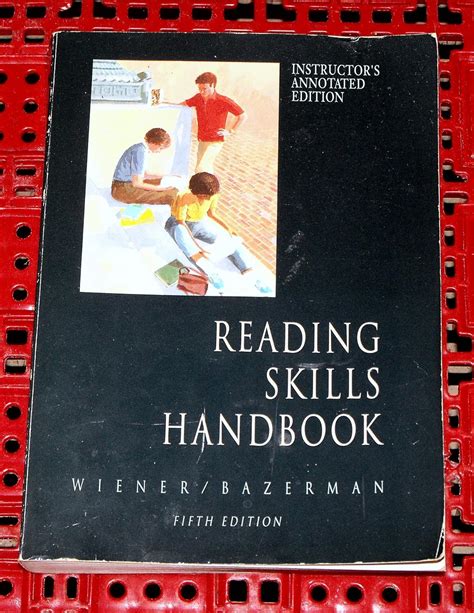 INSTRUCTOR'S
ANNOTATED
EDITION
READING
SKILLS
HANDBOOK
WIENER/BAZERMAN
FIFTH EDITION